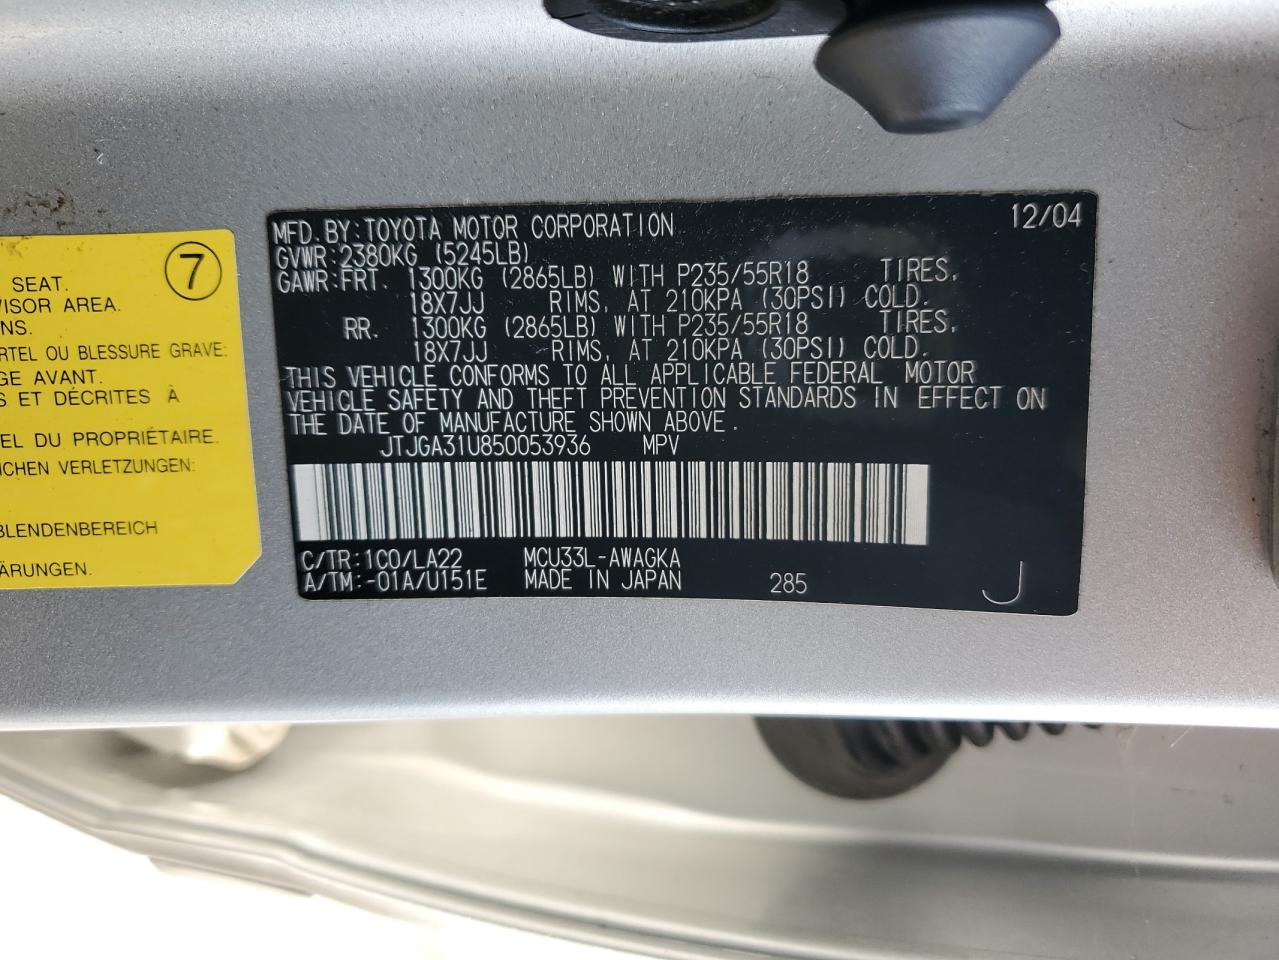 7
SEAT.
VISOR AREA.
NS.
RTEL OU BLESSURE GRAVE:
GE AVANT.
S ET DÉCRITES À
EL DU PROPRIÉTAIRE.
ICHEN VERLETZUNGEN:
BLENDENBEREICH
ÄRUNGEN.
MFD. BY: TOYOTA MOTOR CORPORATION 12/04
GVWR: 2380KG (5245LB)
GAWR: FRT. 1300KG (2865LB) WITH P235/55R18 TIRES,
18X7JJ RIMS, AT 210KPA (30PSI) COLD.
RR. 1300KG (2865LB) WITH P235/55R18 TIRES,
18X7JJ RIMS, AT 210KPA (30PSI) COLD.
THIS VEHICLE CONFORMS TO ALL APPLICABLE FEDERAL MOTOR
VEHICLE SAFETY AND THEFT PREVENTION STANDARDS IN EFFECT ON
THE DATE OF MANUFACTURE SHOWN ABOVE.
JTJGA31U850053936 MPV
C/TR: 1C0/LA22 MCU33L-AWAGKA
A/TM: -01A/U151E MADE IN JAPAN 285 J